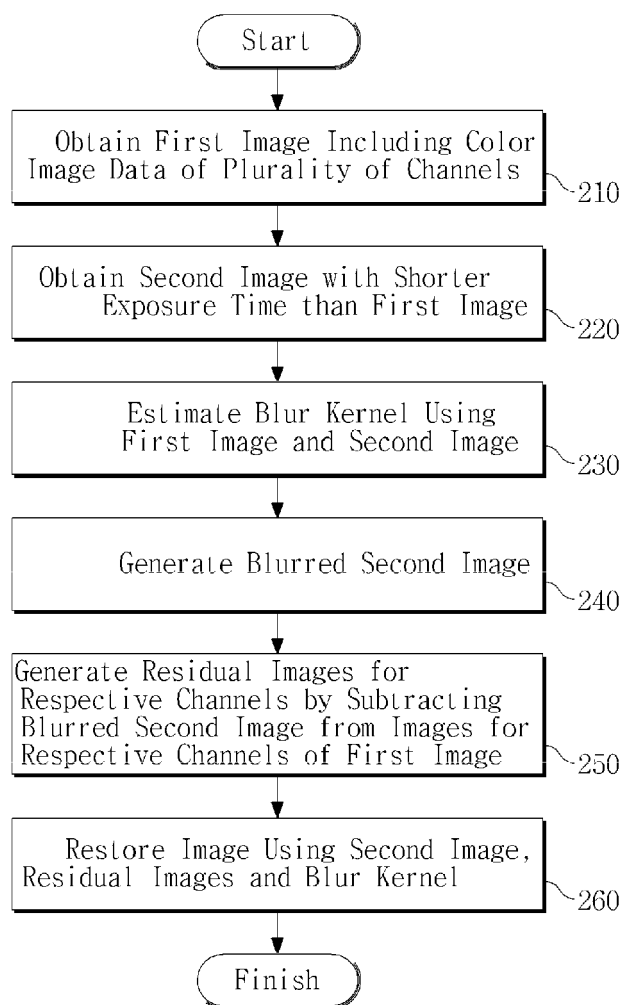 Start
Obtain First Image Including Color
Image Data of Plurality of Channels
210
Obtain Second Image with Shorter
Exposure Time than First Image
220
Estimate Blur Kernel Using
First Image and Second Image
230
Generate Blurred Second Image
240
Generate Residual Images for
Respective Channels by Subtracting
Blurred Second Image from Images for
Respective Channels of First Image
250
Restore Image Using Second Image,
Residual Images and Blur Kernel
260
Finish